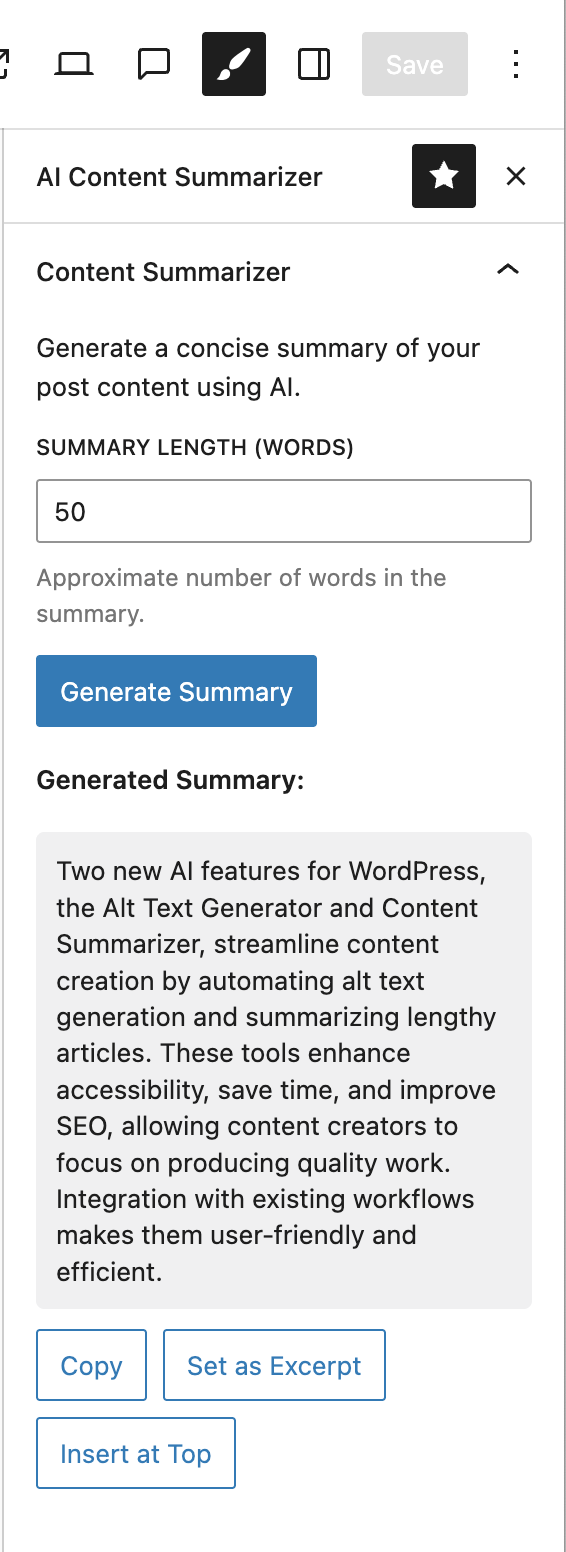 Save
AI Content Summarizer
Content Summarizer
Generate a concise summary of your
post content using AI.
SUMMARY LENGTH (WORDS)
50
Approximate number of words in the
summary.
Generate Summary
Generated Summary:
Two new AI features for WordPress,
the Alt Text Generator and Content
Summarizer, streamline content
creation by automating alt text
generation and summarizing lengthy
articles. These tools enhance
accessibility, save time, and improve
SEO, allowing content creators to
focus on producing quality work.
Integration with existing workflows
makes them user-friendly and
efficient.
Copy
Set as Excerpt
Insert at Top